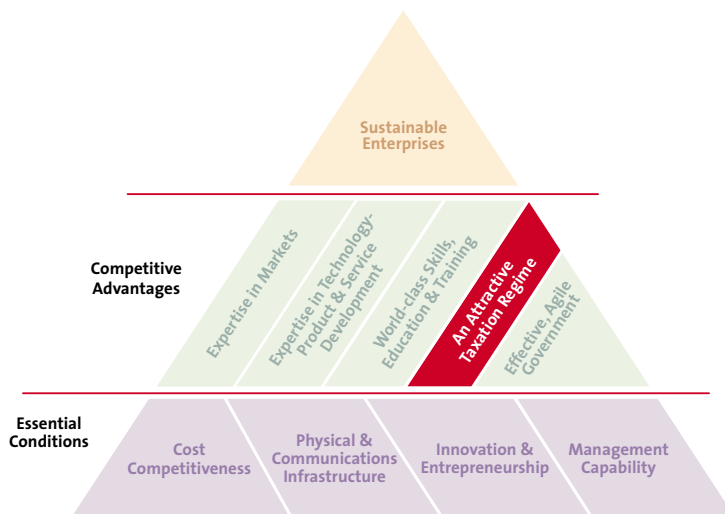 Sustainable
Enterprises
Competitive
Advantages
Expertise in Markets
Expertise in Technology-
Product & Service
Development
World-class Skills,
Education & Training
An Attractive
Taxation Regime
Effective, Agile
Government
Essential
Conditions
Cost
Competitiveness
Physical &
Communications
Infrastructure
Innovation &
Entrepreneurship
Management
Capability